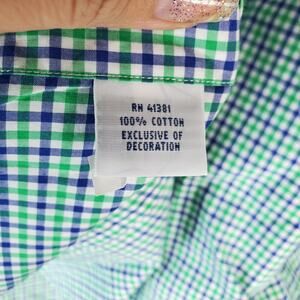 RN 41381
100% COTTON
EXCLUSIVE OF
DECORATION